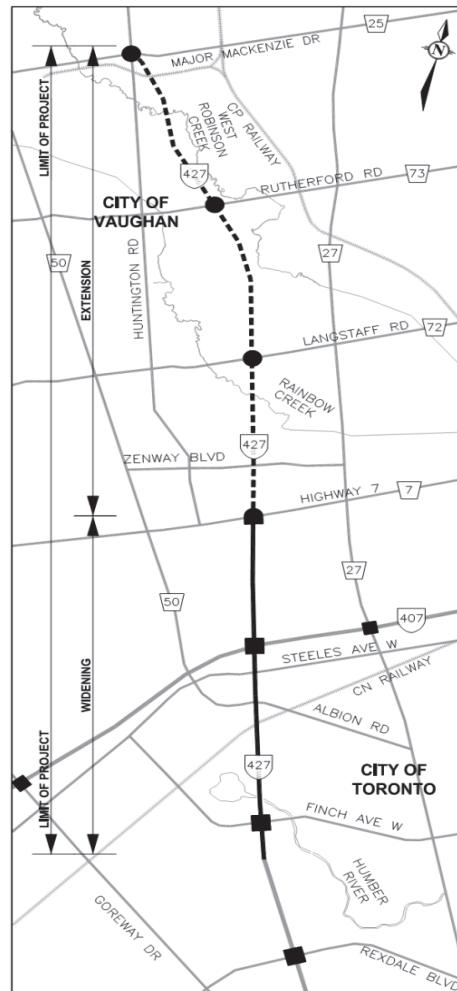 25
MAJOR MACKENZIE DR
N
LIMIT OF PROJECT
CP RAILWAY
WEST
ROBINSON
CREEK
427
RUTHERFORD RD
73
CITY OF
VAUGHAN
50
EXTENSION
HUNTINGTON RD
27
LANGSTAFF RD
72
RAINBOW
CREEK
427
ZENWAY BLVD
HIGHWAY 7
7
27
50
407
STEELES AVE W
WIDENING
CN RAILWAY
ALBION RD
427
CITY OF
TORONTO
LIMIT OF PROJECT
FINCH AVE W
HUMBER
RIVER
GOREWAY DR
REXDALE BLVD